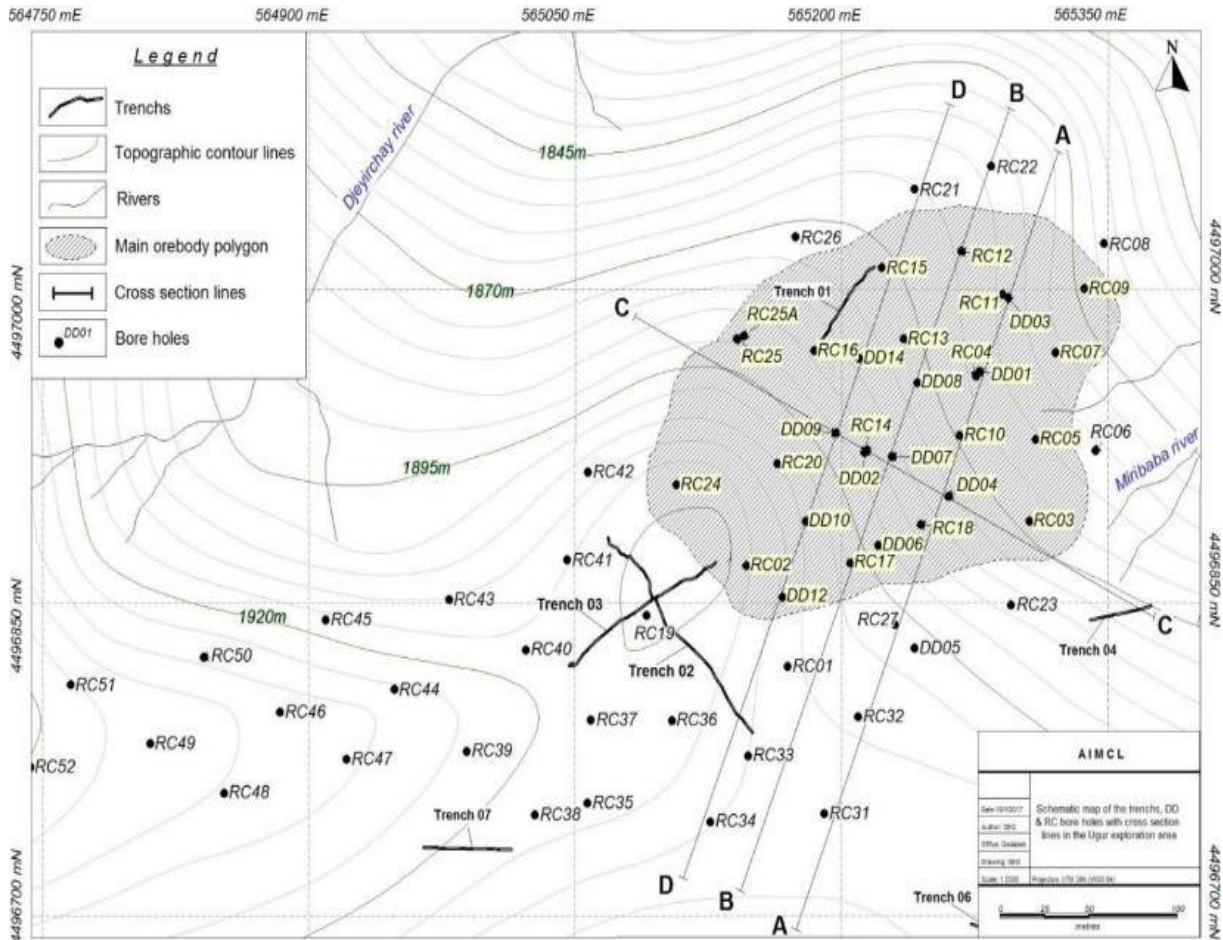 564750 mE
564900 mE
565050 mE
565200 mE
565350 mE
Legend
Trenchs
Topographic contour lines
Rivers
Main orebody polygon
Cross section lines
DD01
Bore holes
N
Djeyirchay river
1845m
1870m
1895m
1920m
Miribaba river
4497000 mN
4496850 mN
4496700 mN
4497000 mN
4496850 mN
4496700 mN
D
B
A
C
RC22
RC21
RC26
RC08
RC12
RC15
Trench 01
RC09
RC11
DD03
RC25A
RC25
RC16
RC13
DD14
RC04
RC07
DD01
DD08
DD09
RC14
RC10
RC05
RC06
RC20
DD02
DD07
RC42
RC24
DD04
DD10
RC18
RC03
DD06
RC41
RC02
RC17
DD12
RC43
Trench 03
RC45
RC19
RC27
RC23
Trench 04
C
RC40
DD05
RC50
RC01
Trench 02
RC51
RC44
RC46
RC37
RC36
RC32
RC49
RC39
RC47
RC33
RC52
RC48
RC35
RC38
RC34
RC31
Trench 07
D
B
A
Trench 06
AIMCL
Schematic map of the trenchs, DD
& RC bore holes with cross section
lines in the Ugur exploration area
0 25 50 100
metres